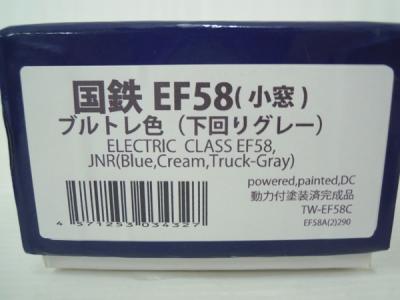 国鉄 EF58(小窓)
ブルトレ色（下回りグレー）
ELECTRIC CLASS EF58,
JNR(Blue,Cream,Truck-Gray)
powered,painted,DC
動力付塗装済完成品
TW-EF58C
EF58A(2)290
4 571253 034327